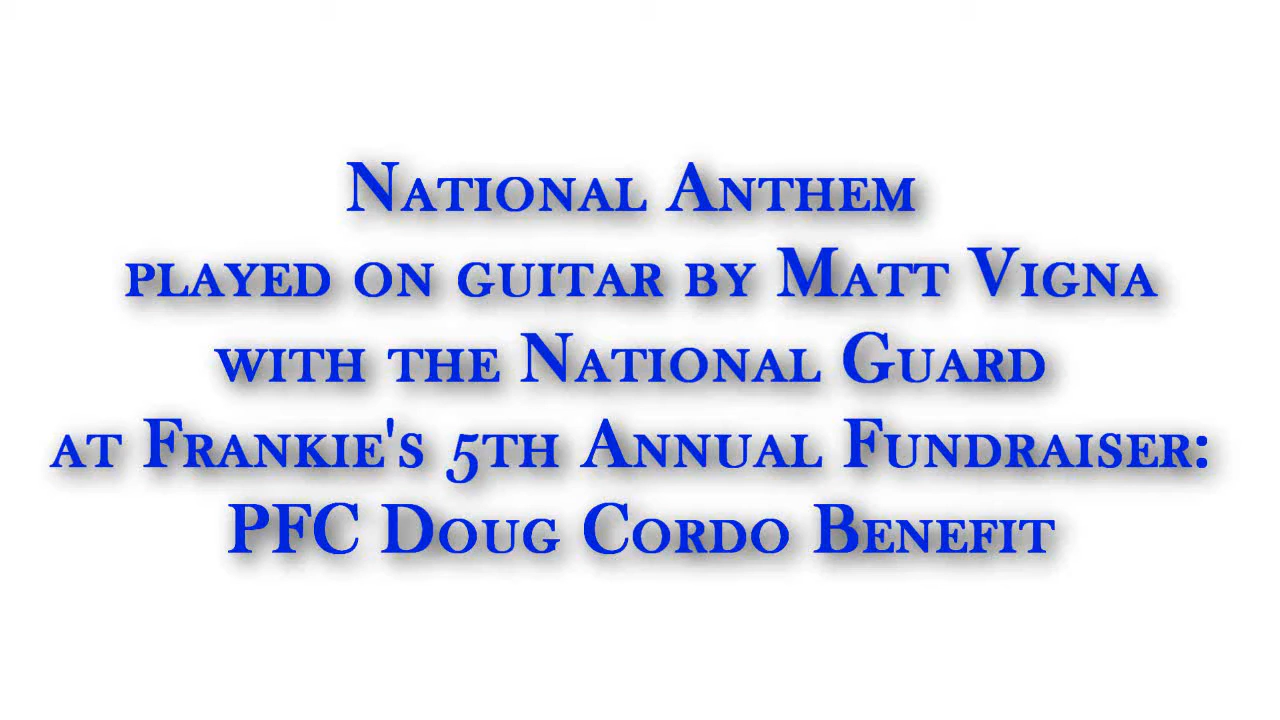 National Anthem
played on guitar by Matt Vigna
with the National Guard
at Frankie's 5th Annual Fundraiser:
PFC Doug Cordo Benefit